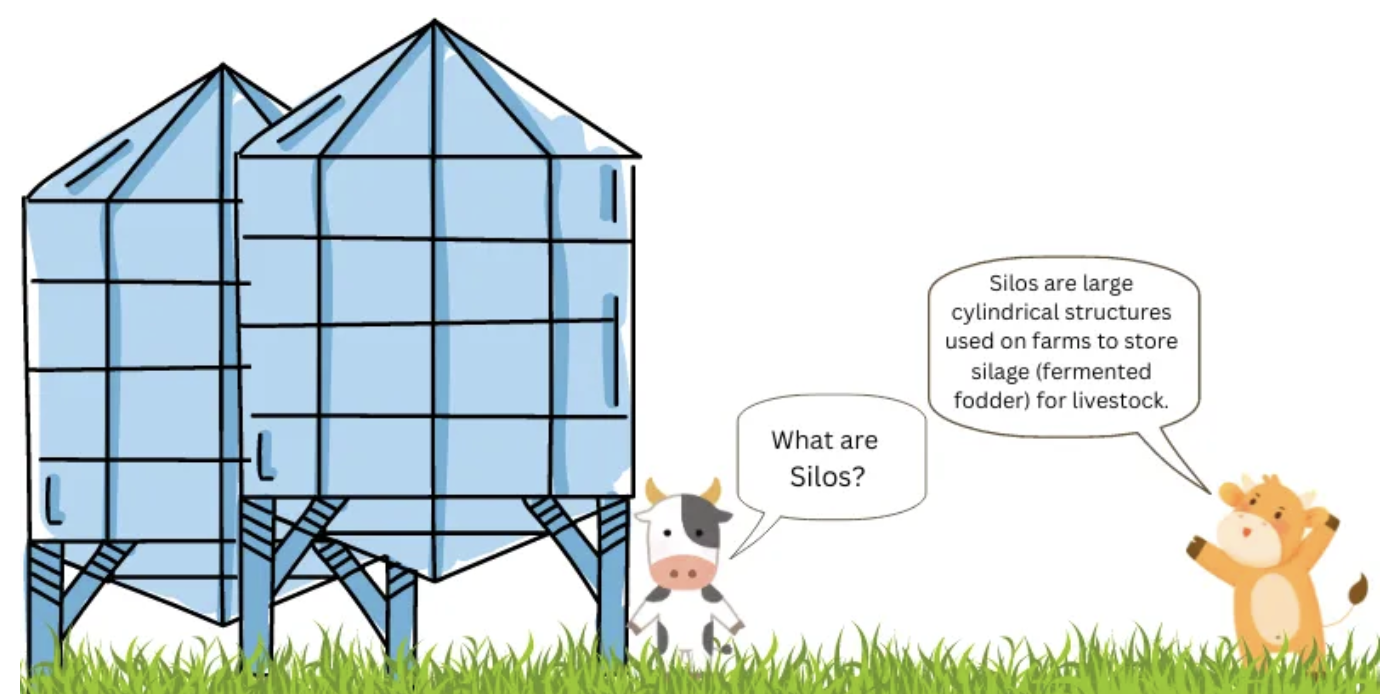 What are
Silos?
Silos are large
cylindrical structures
used on farms to store
silage (fermented
fodder) for livestock.